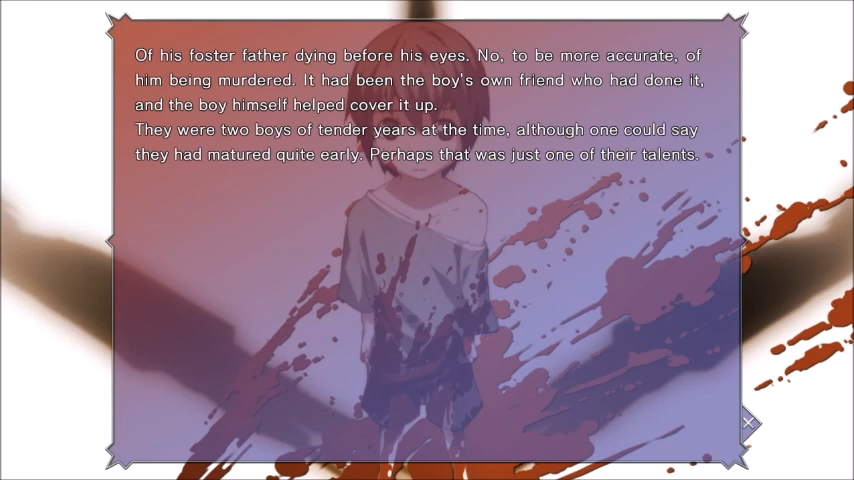 Of his foster father dying before his eyes. No, to be more accurate, of
him being murdered. It had been the boy's own friend who had done it,
and the boy himself helped cover it up.
They were two boys of tender years at the time, although one could say
they had matured quite early. Perhaps that was just one of their talents.